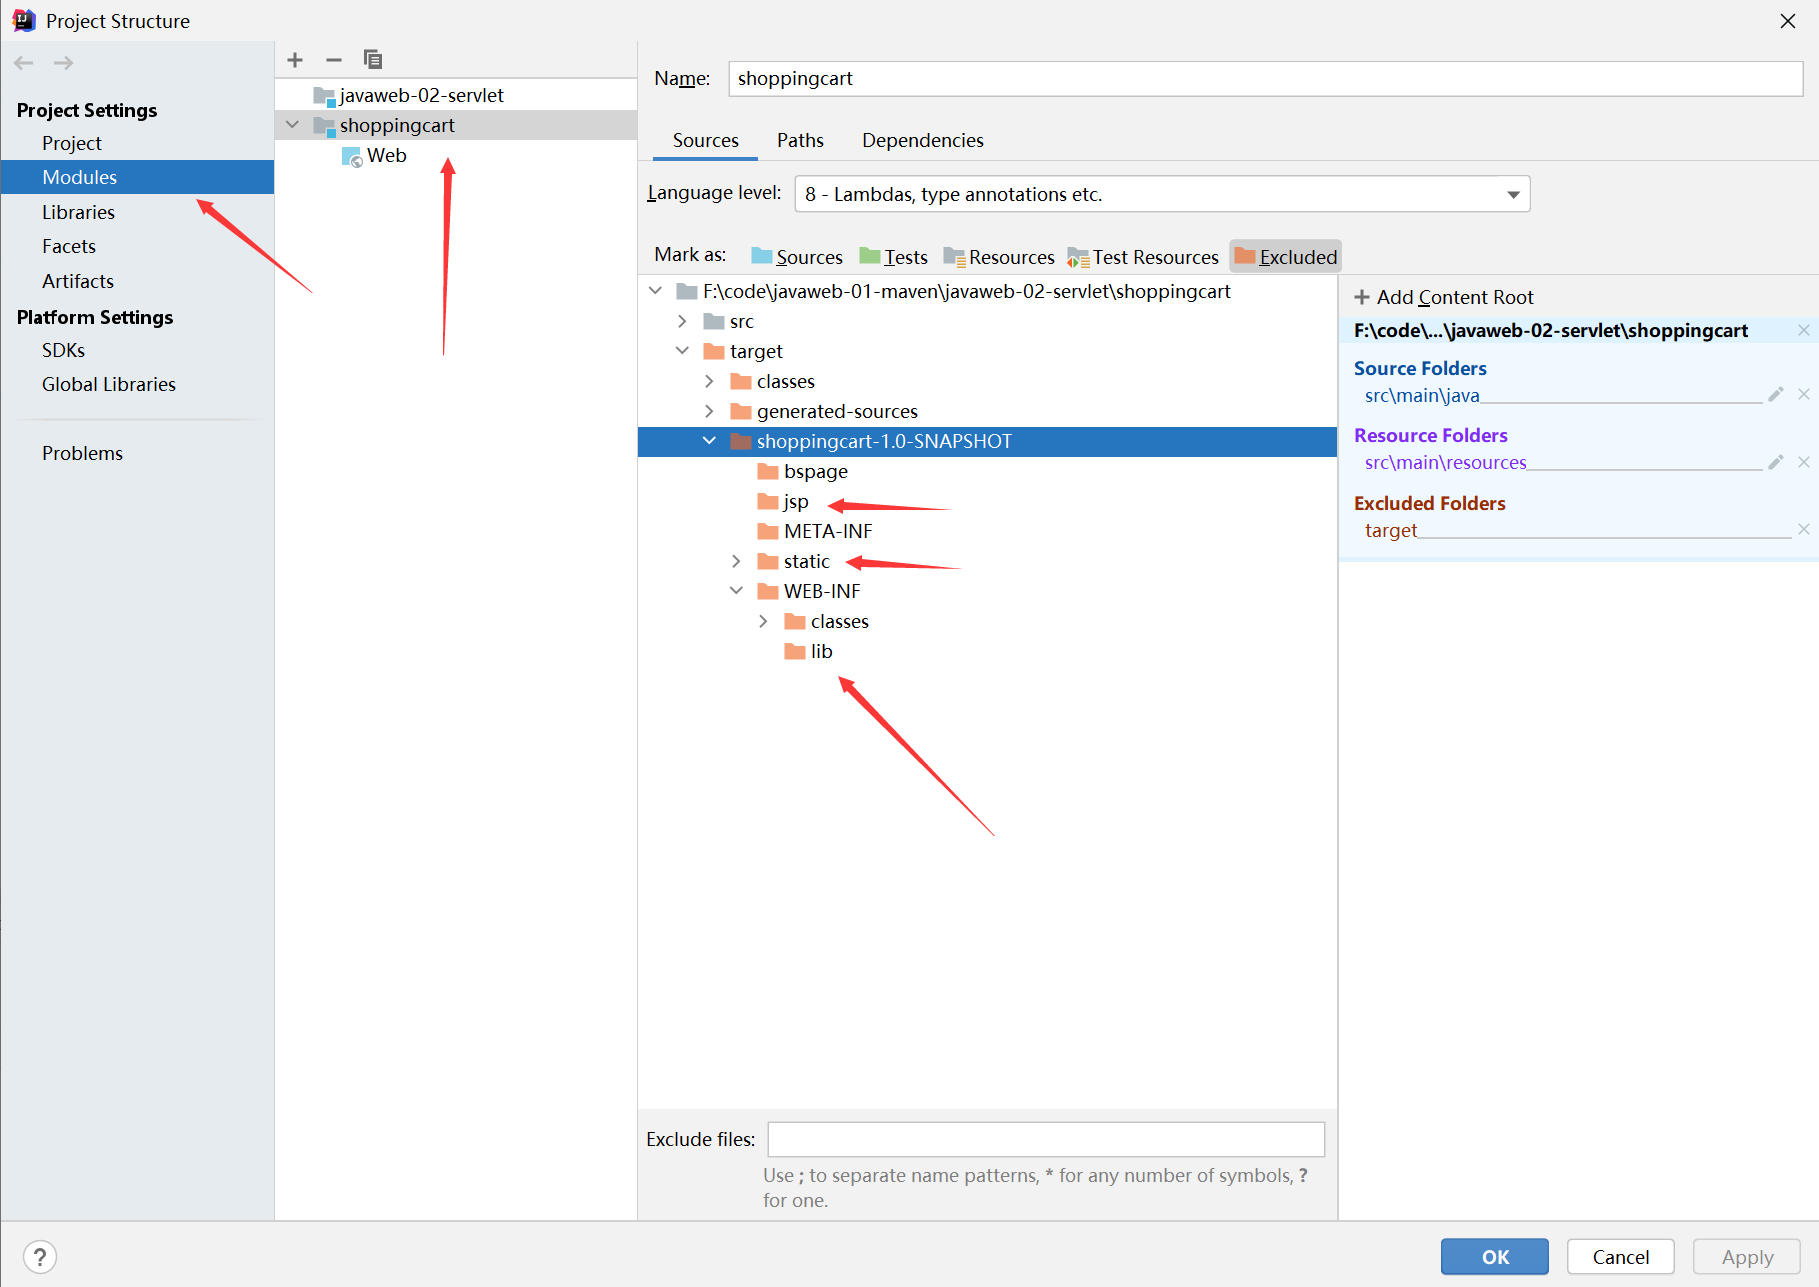 Project Structure
Project Settings
Project
Modules
Libraries
Facets
Artifacts
Platform Settings
SDKs
Global Libraries
Problems
javaweb-02-servlet
shoppingcart
Web
Name: shoppingcart
Sources Paths Dependencies
Language level: 8 - Lambdas, type annotations etc.
Mark as: Sources Tests Resources Test Resources Excluded
F:\code\javaweb-01-maven\javaweb-02-servlet\shoppingcart
src
target
classes
generated-sources
shoppingcart-1.0-SNAPSHOT
bspage
jsp
META-INF
static
WEB-INF
classes
lib
Add Content Root
F:\code\...\javaweb-02-servlet\shoppingcart
Source Folders
src\main\java
Resource Folders
src\main\resources
Excluded Folders
target
Exclude files:
Use ; to separate name patterns, * for any number of symbols, ?
for one.
?
OK Cancel Apply